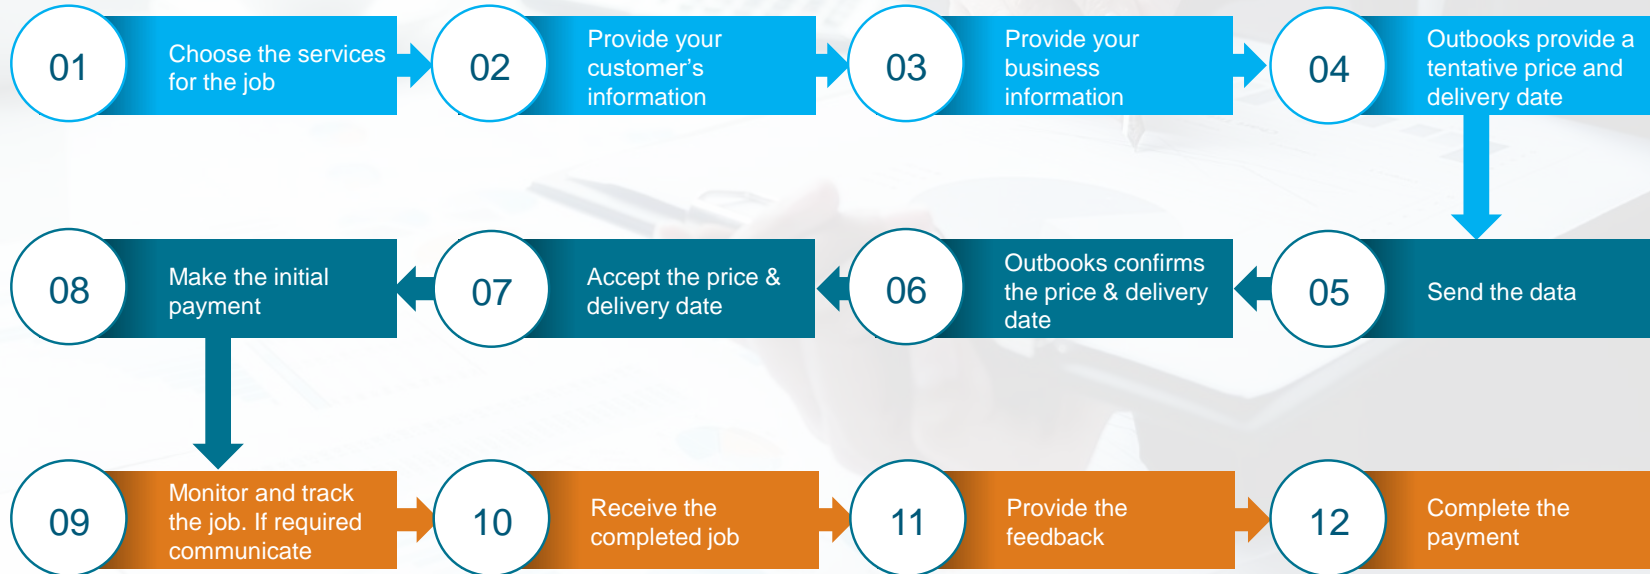 01
Choose the services
for the job
02
Provide your
customer’s
information
03
Provide your
business
information
04
Outbooks provide a
tentative price and
delivery date
05
Send the data
06
Outbooks confirms
the price & delivery
date
07
Accept the price &
delivery date
08
Make the initial
payment
09
Monitor and track
the job. If required
communicate
10
Receive the
completed job
11
Provide the
feedback
12
Complete the
payment